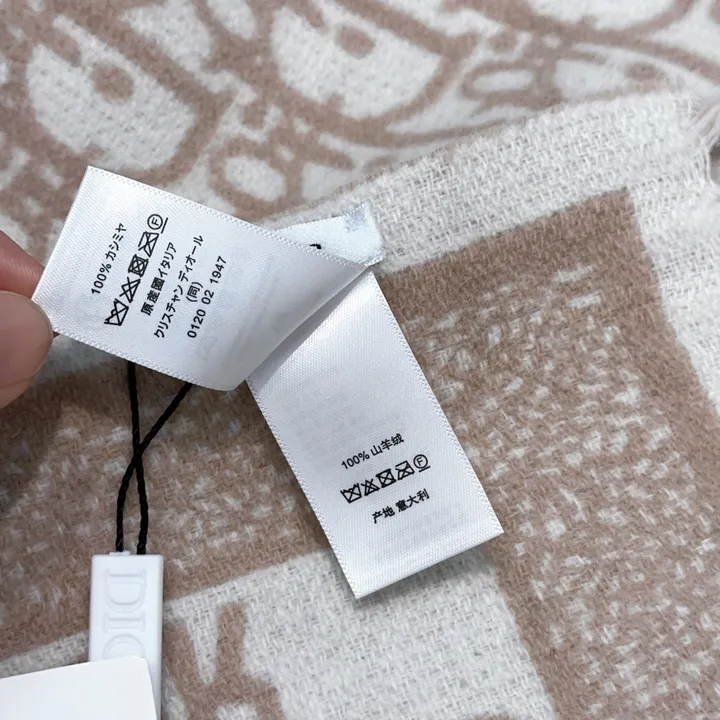 100% カシミヤ
原産國イタリア
クリスチャン ディオール
(同)
0120 02 1947
100% 山羊绒
产地 意大利
DIO